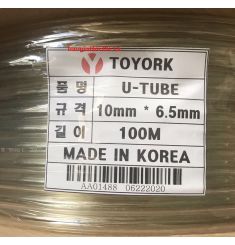 TOYORK
품 명 U-TUBE
규 격 10mm * 6.5mm
길 이 100M
MADE IN KOREA
AA01488 06222020